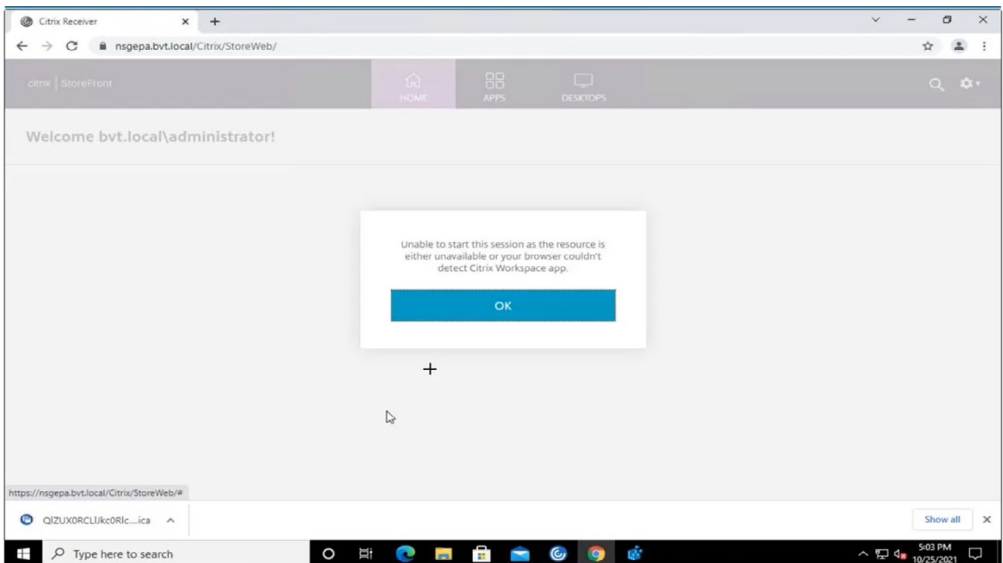 Citrix Receiver
nsgepa.bvt.local/Citrix/StoreWeb/
citrix | StoreFront
HOME
APPS
DESKTOPS
Welcome bvt.local\administrator!
Unable to start this session as the resource is
either unavailable or your browser couldn't
detect Citrix Workspace app.
OK
https://nsgepa.bvt.local/Citrix/StoreWeb/#
Show all
Type here to search
5:03 PM
10/25/2021